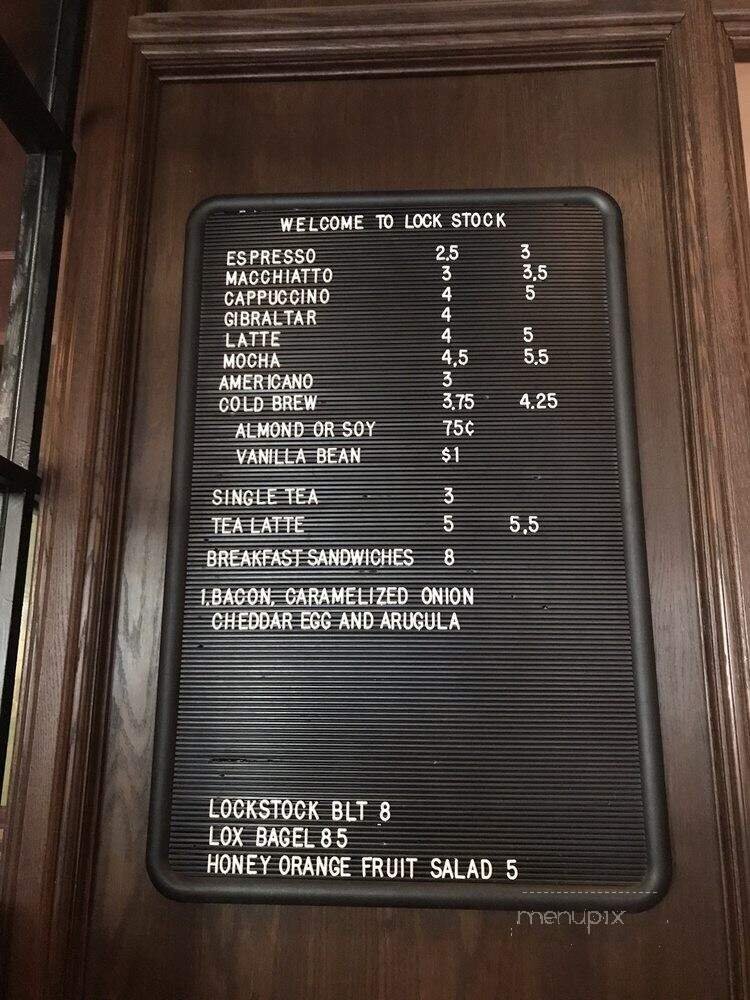 WELCOME TO LOCK STOCK
ESPRESSO 2.5 3
MACCHIATTO 3 3.5
CAPPUCCINO 4 5
GIBRALTAR 4
LATTE 4 5
MOCHA 4.5 5.5
AMERICANO 3
COLD BREW 3.75 4.25
ALMOND OR SOY 75¢
VANILLA BEAN $1
SINGLE TEA 3
TEA LATTE 5 5.5
BREAKFAST SANDWICHES 8
1.BACON, CARAMELIZED ONION
CHEDDAR EGG AND ARUGULA
LOCKSTOCK BLT 8
LOX BAGEL 8 5
HONEY ORANGE FRUIT SALAD 5
menupix